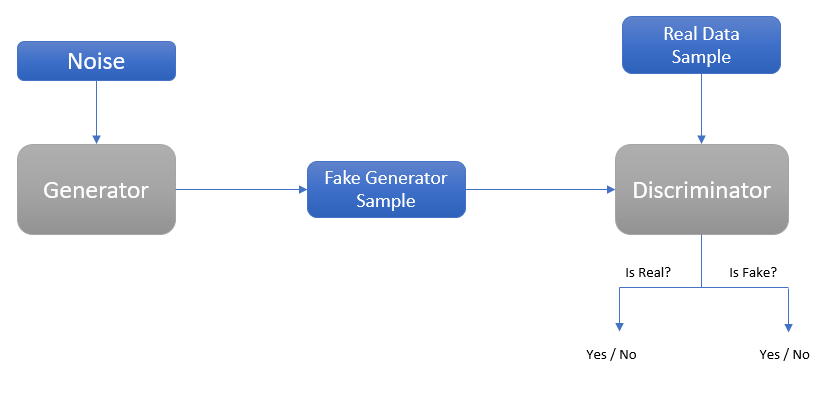 Noise
Real Data
Sample
Generator
Fake Generator
Sample
Discriminator
Is Real?
Is Fake?
Yes / No
Yes / No